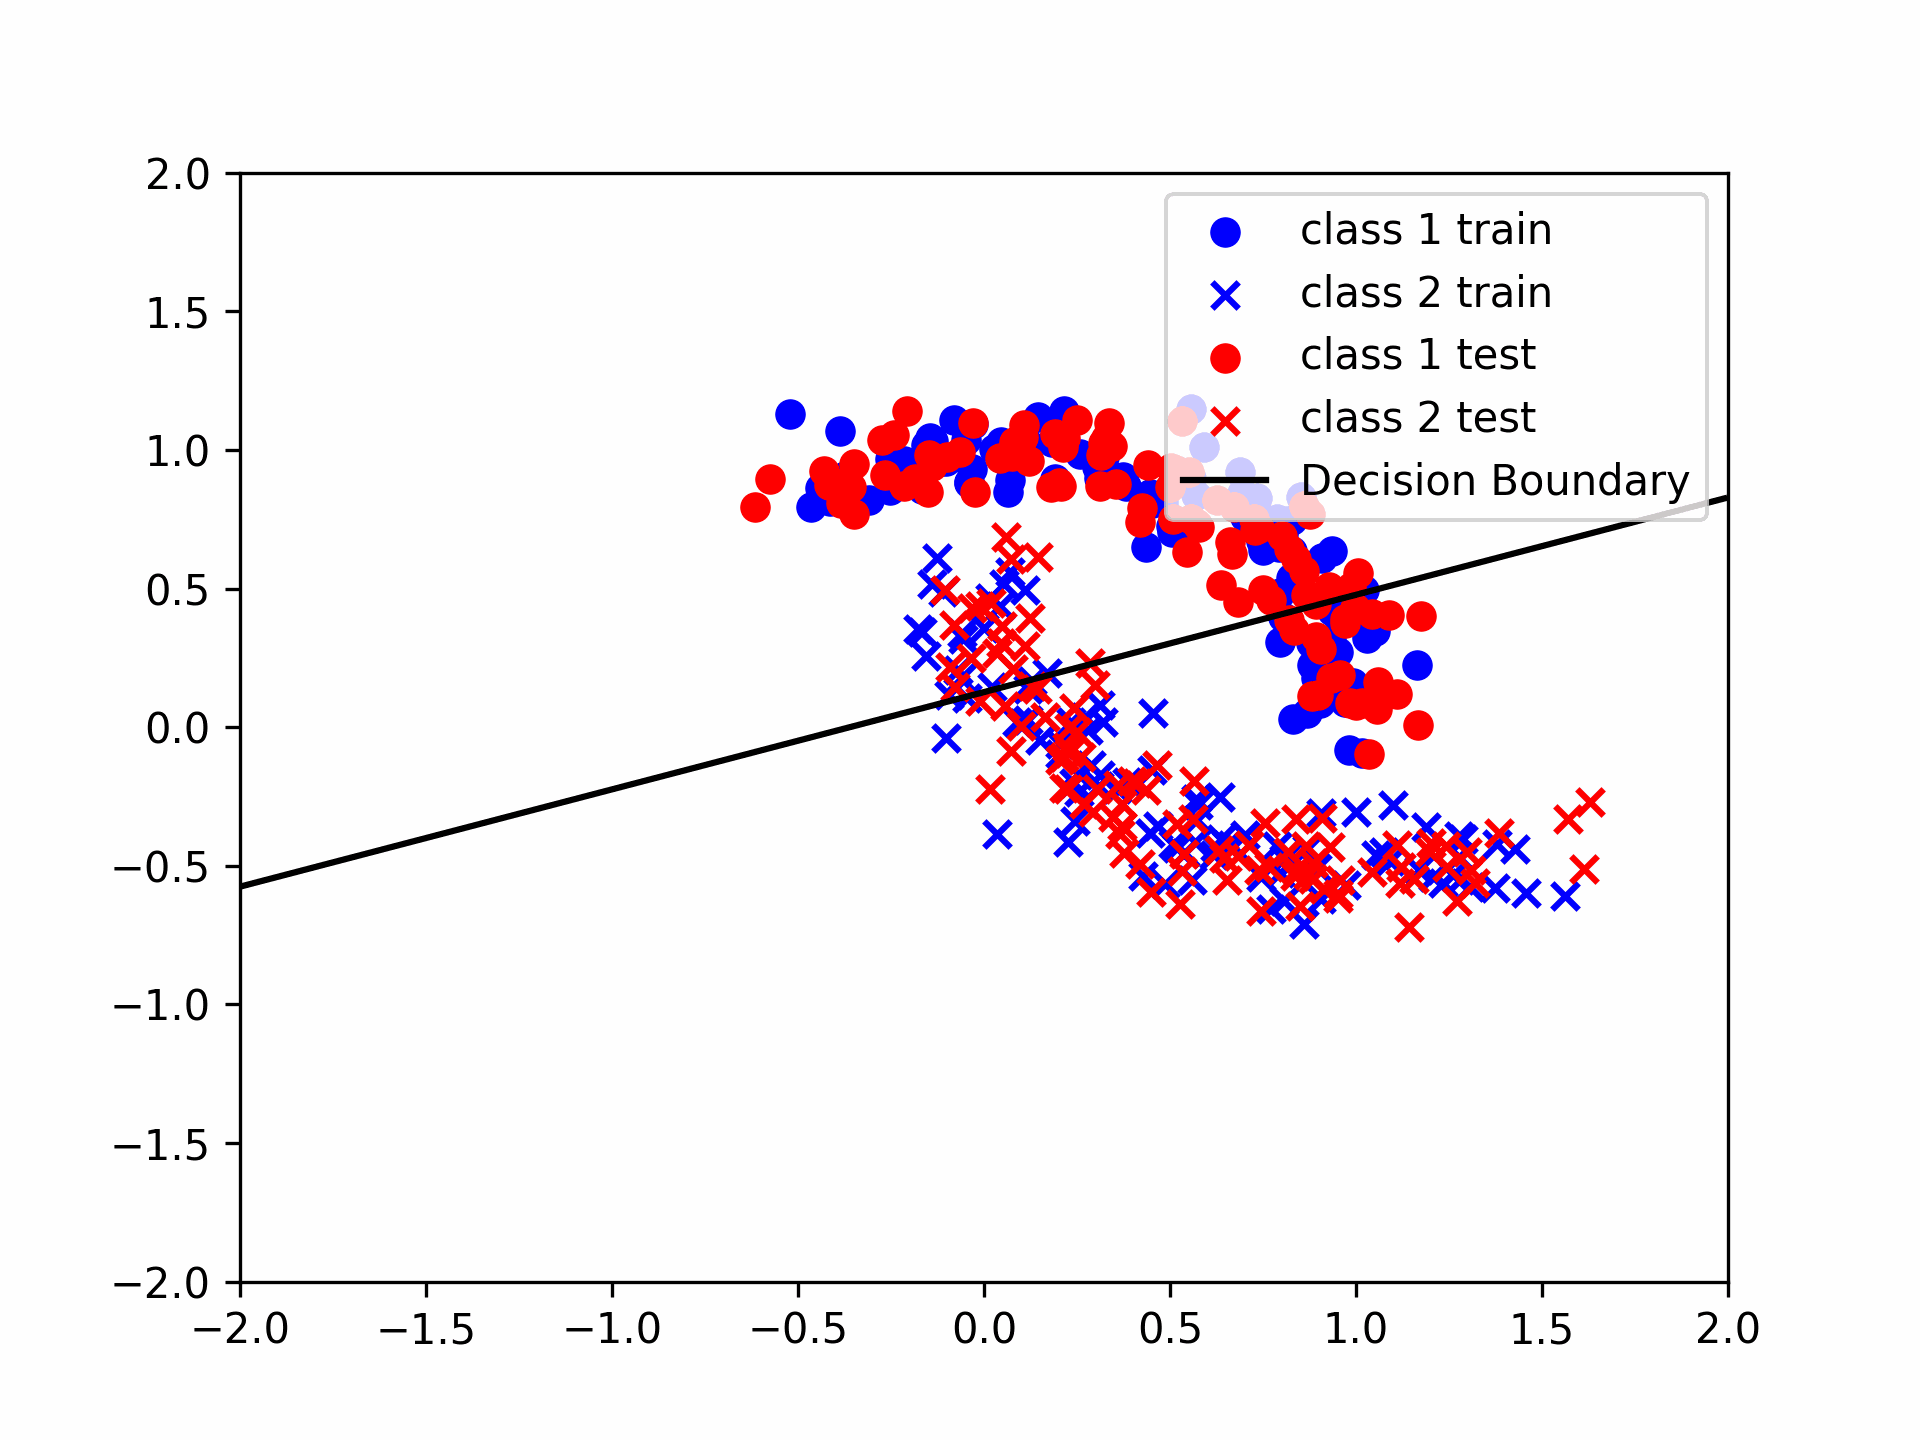 class 1 train
class 2 train
class 1 test
class 2 test
Decision Boundary
2.0
1.5
1.0
0.5
0.0
−0.5
−1.0
−1.5
−2.0
−2.0 −1.5 −1.0 −0.5 0.0 0.5 1.0 1.5 2.0